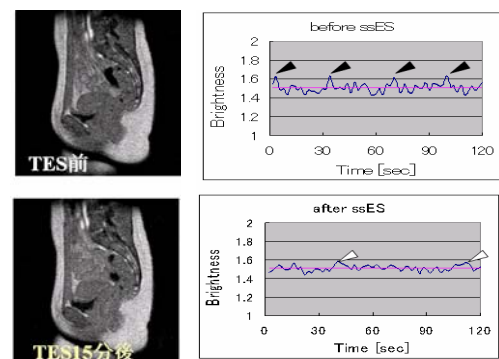 TES前
before ssES
Brightness
2
1.8
1.6
1.4
1.2
1
0
30
60
90
120
Time [sec]
TES15分後
after ssES
Brightness
2
1.8
1.6
1.4
1.2
1
0
30
60
90
120
Time [sec]